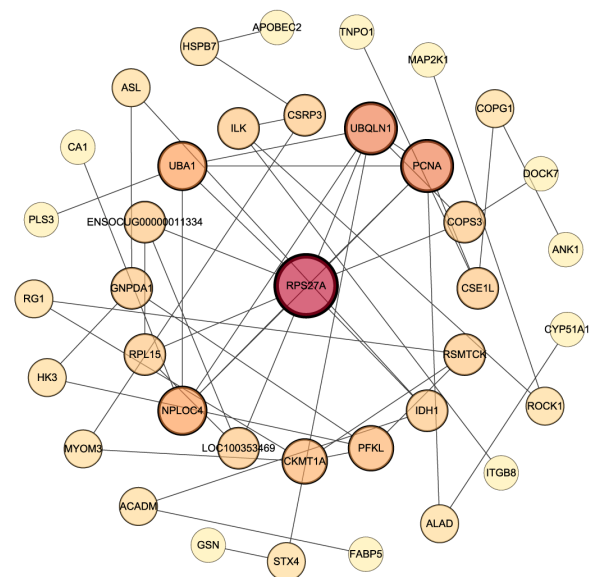 APOBEC2
TNPO1
HSPB7
MAP2K1
ASL
COPG1
CSRP3
ILK
UBQLN1
CA1
UBA1
PCNA
DOCK7
PLS3
ENSOCUG00000011334
COPS3
ANK1
RPS27A
GNPDA1
CSE1L
RG1
CYP51A1
RPL15
RSMTCK
HK3
NPLOC4
IDH1
ROCK1
MYOM3
LOC100353469
CKMT1A
PFKL
ITGB8
ACADM
ALAD
GSN
STX4
FABP5